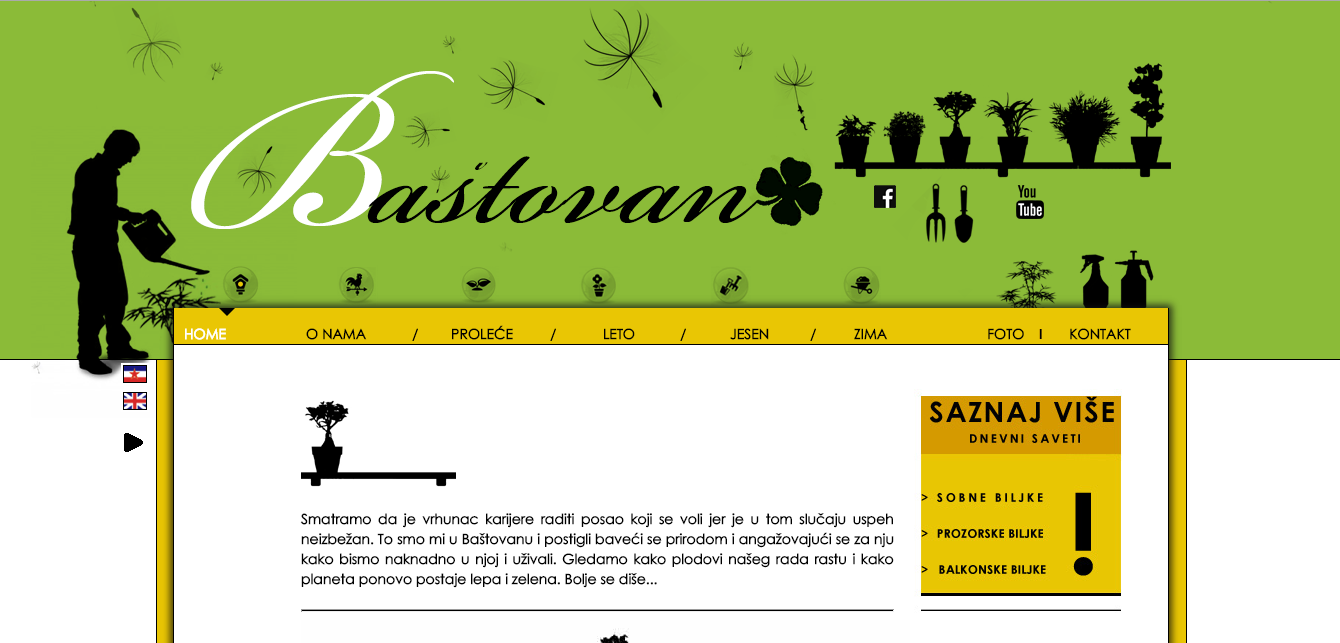 Baštovan
f
You
Tube
HOME O NAMA / PROLEĆE / LETO / JESEN / ZIMA FOTO I KONTAKT
SAZNAJ VIŠE
DNEVNI SAVETI
> SOBNE BILJKE
> PROZORSKE BILJKE
> BALKONSKE BILJKE
!
Smatramo da je vrhunac karijere raditi posao koji se voli jer je u tom slučaju uspeh
neizbežan. To smo mi u Baštovanu i postigli baveći se prirodom i angažovajući se za nju
kako bismo naknadno u njoj i uživali. Gledamo kako plodovi našeg rada rastu i kako
planeta ponovo postaje lepa i zelena. Bolje se diše...